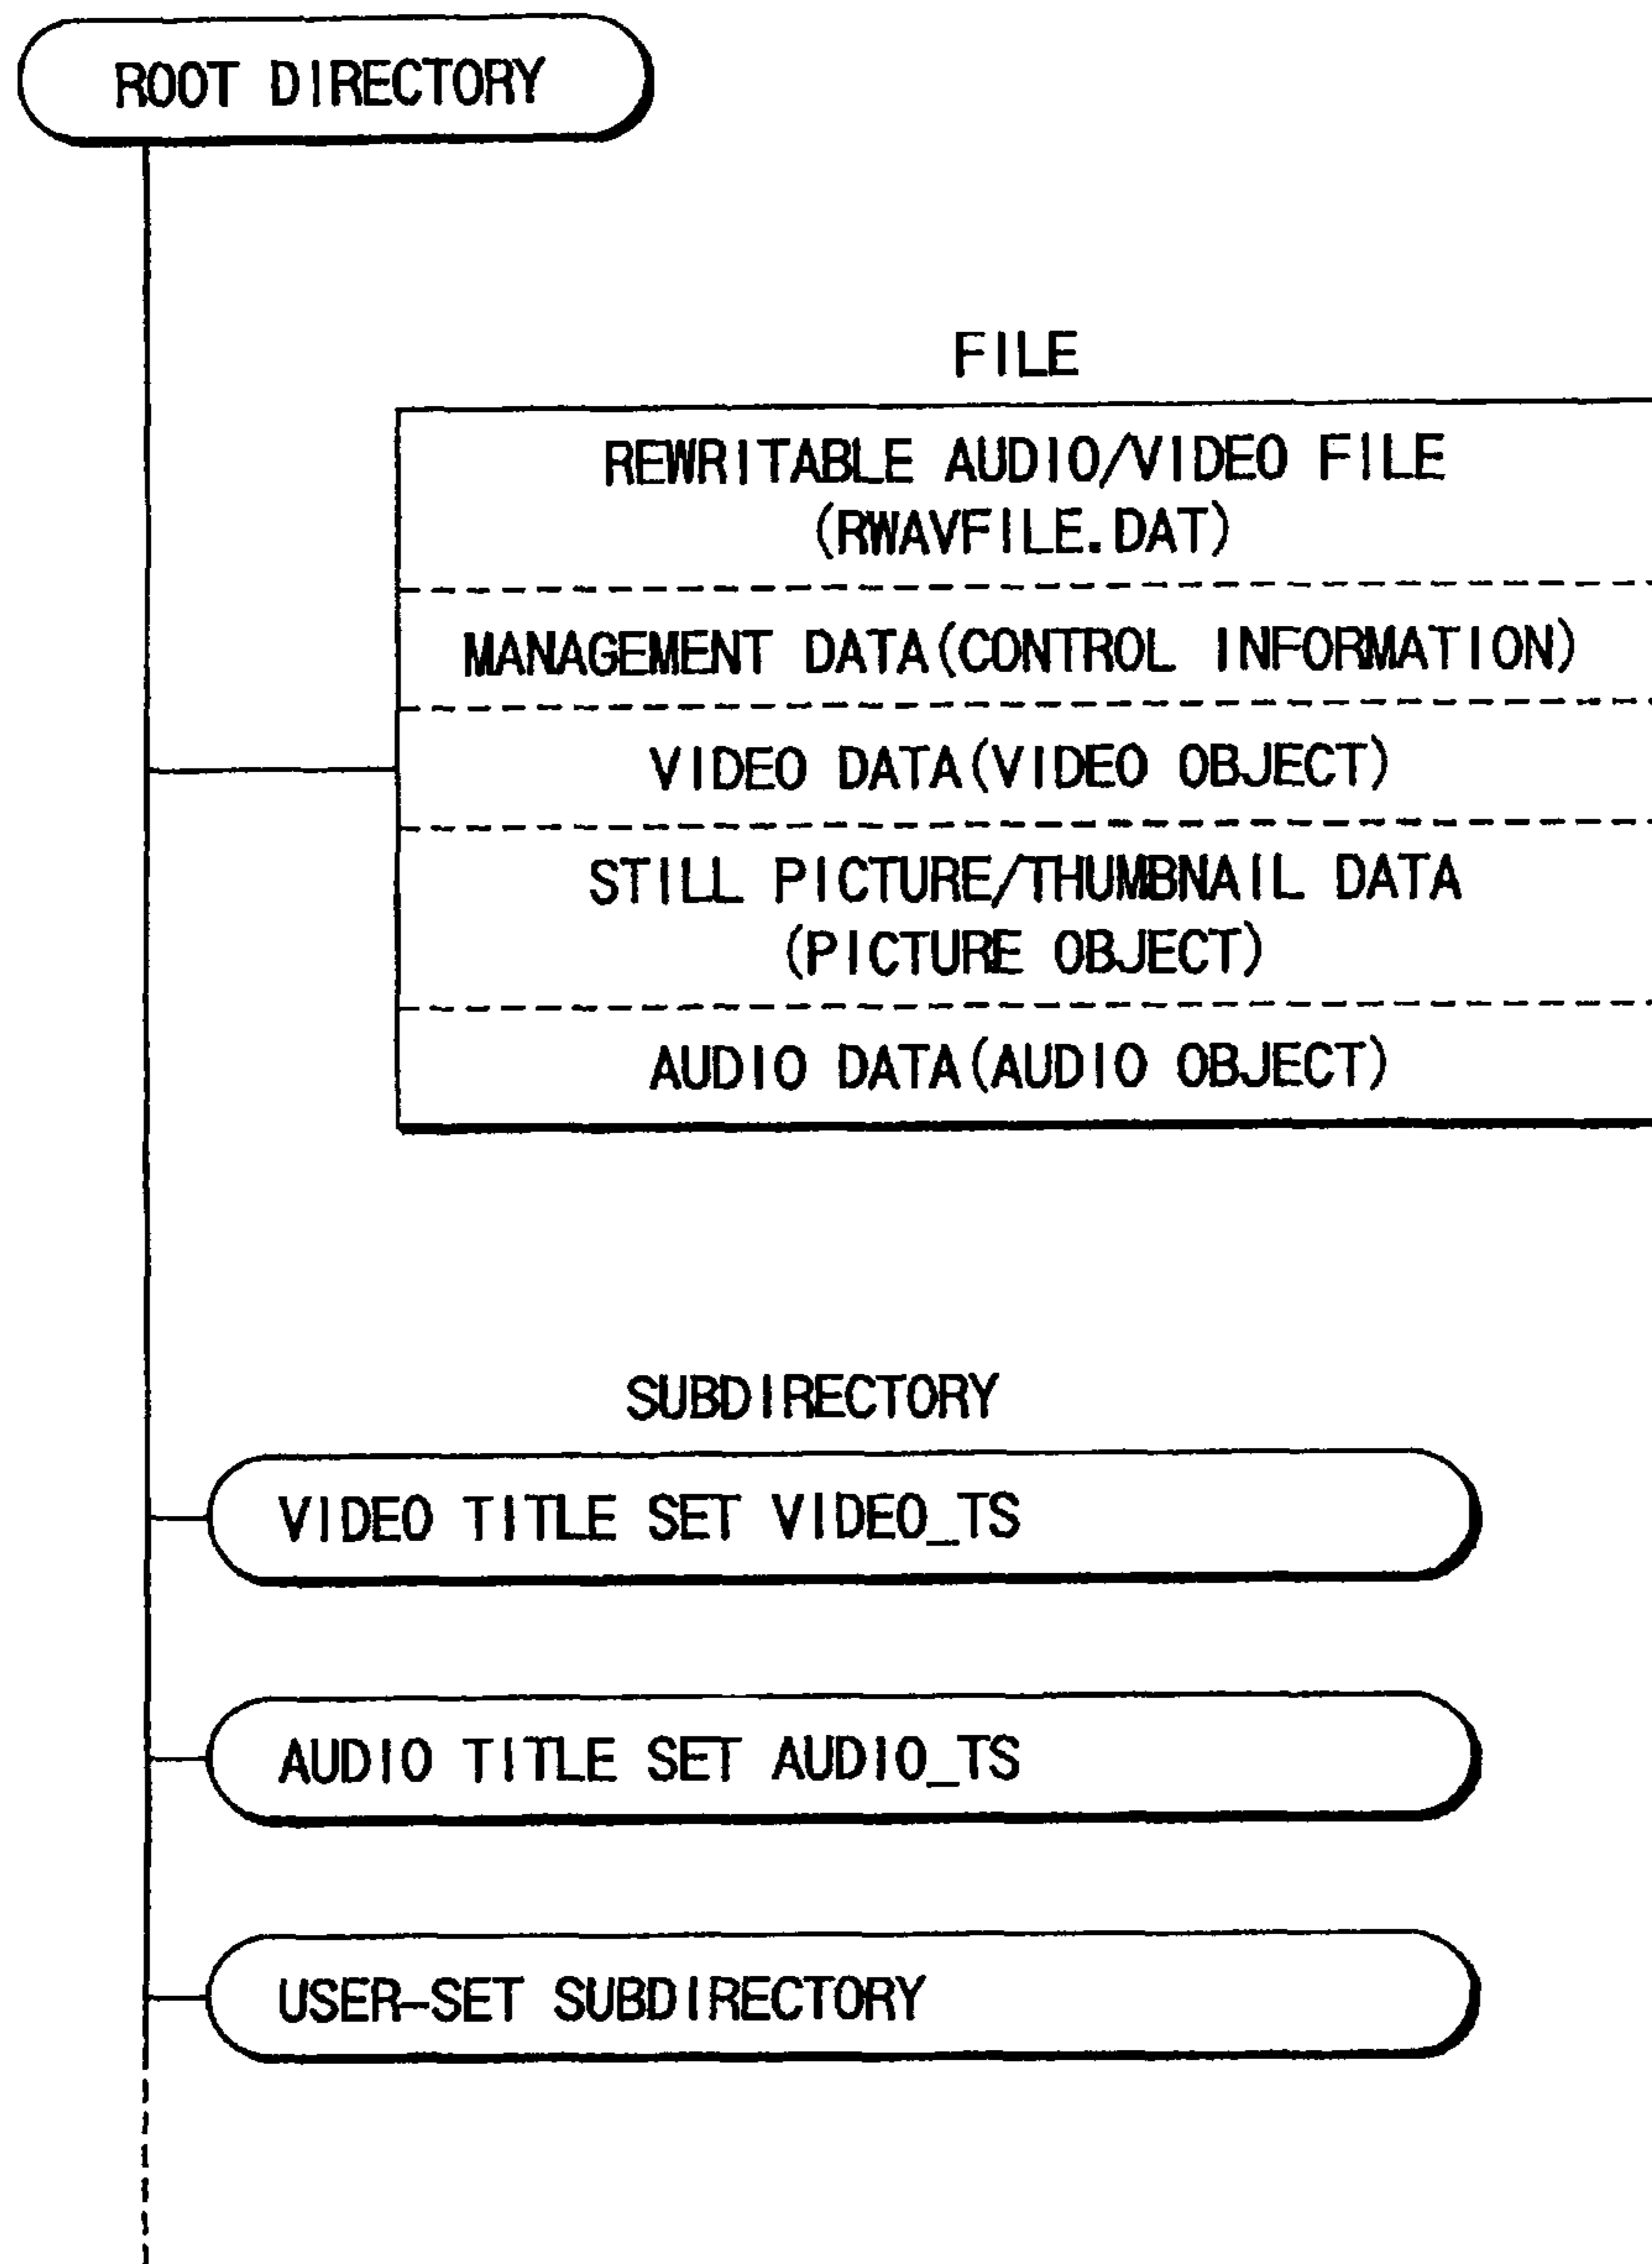 ROOT DIRECTORY
FILE
REWRITABLE AUDIO/VIDEO FILE
(RWAVFILE.DAT)
MANAGEMENT DATA(CONTROL INFORMATION)
VIDEO DATA(VIDEO OBJECT)
STILL PICTURE/THUMBNAIL DATA
(PICTURE OBJECT)
AUDIO DATA(AUDIO OBJECT)
SUBDIRECTORY
VIDEO TITLE SET VIDEO_TS
AUDIO TITLE SET AUDIO_TS
USER-SET SUBDIRECTORY